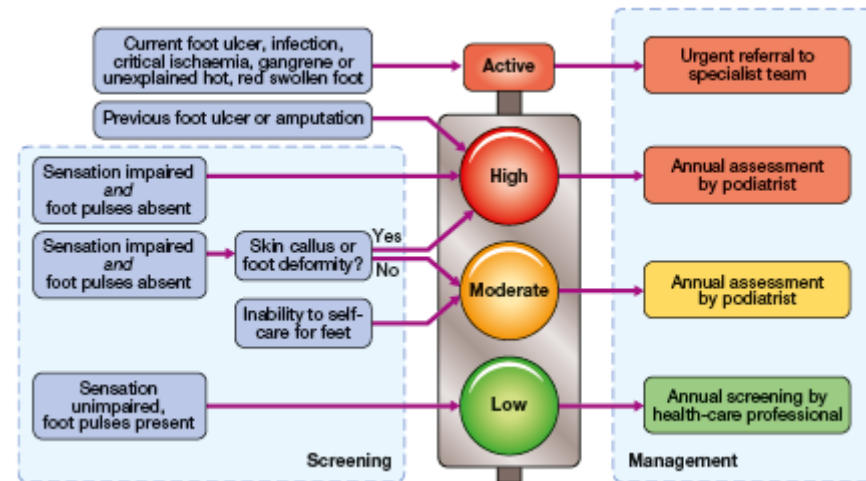 Current foot ulcer, infection,
critical ischaemia, gangrene or
unexplained hot, red swollen foot
Active
Urgent referral to
specialist team
Previous foot ulcer or amputation
Sensation impaired
and
foot pulses absent
High
Annual assessment
by podiatrist
Sensation impaired
and
foot pulses absent
Skin callus or
foot deformity?
Yes
No
Moderate
Annual assessment
by podiatrist
Inability to self-
care for feet
Sensation
unimpaired,
foot pulses present
Low
Annual screening by
health-care professional
Screening
Management